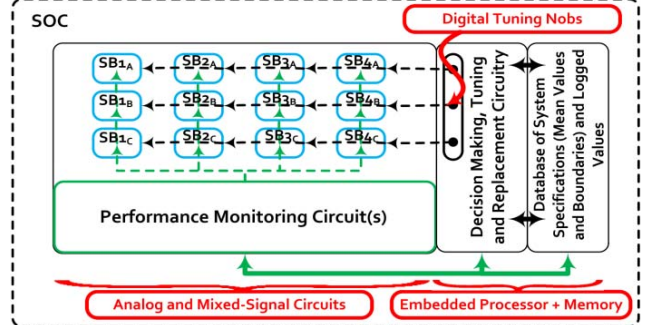 SOC
Digital Tuning Nobs
SB1A
SB2A
SB3A
SB4A
SB1B
SB2B
SB3B
SB4B
SB1C
SB2C
SB3C
SB4C
Performance Monitoring Circuit(s)
Decision Making, Tuning
and Replacement Circuitry
Database of System
Specifications (Mean Values
and Boundaries) and Logged
Values
Analog and Mixed-Signal Circuits
Embedded Processor + Memory